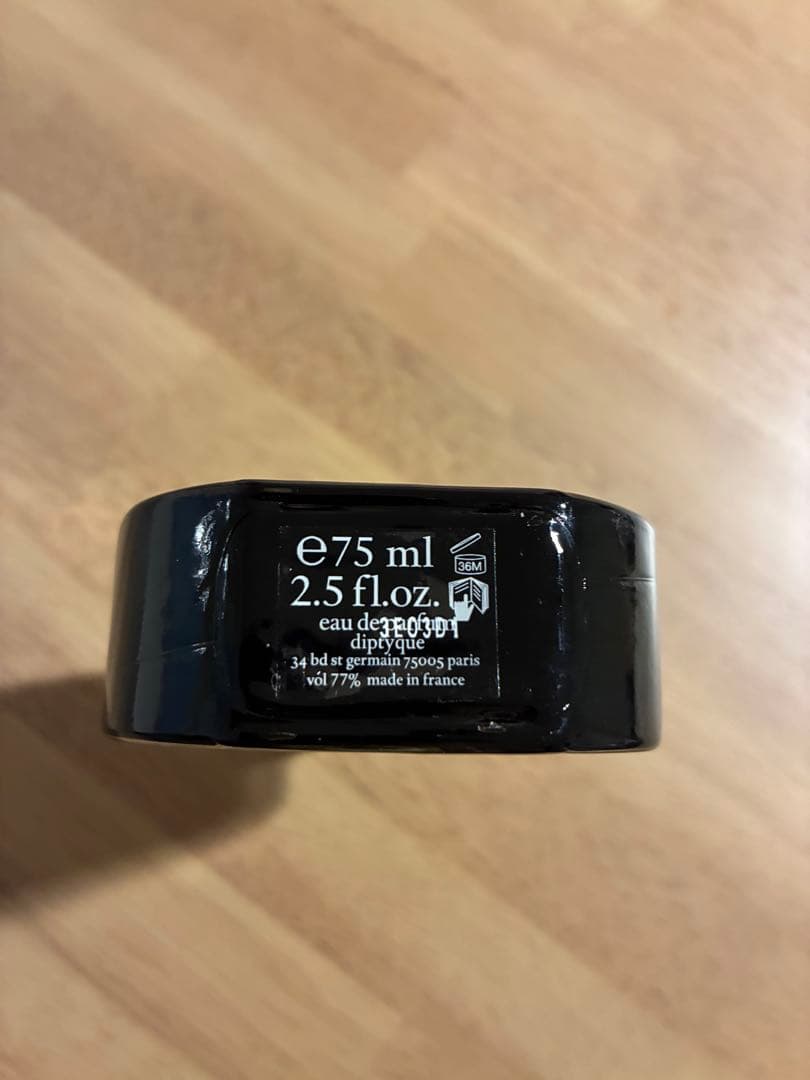 ℮75 ml
36M
2.5 fl.oz.
eau de parfum
3E03D1
diptyque
34 bd st germain 75005 paris
vol 77% made in france